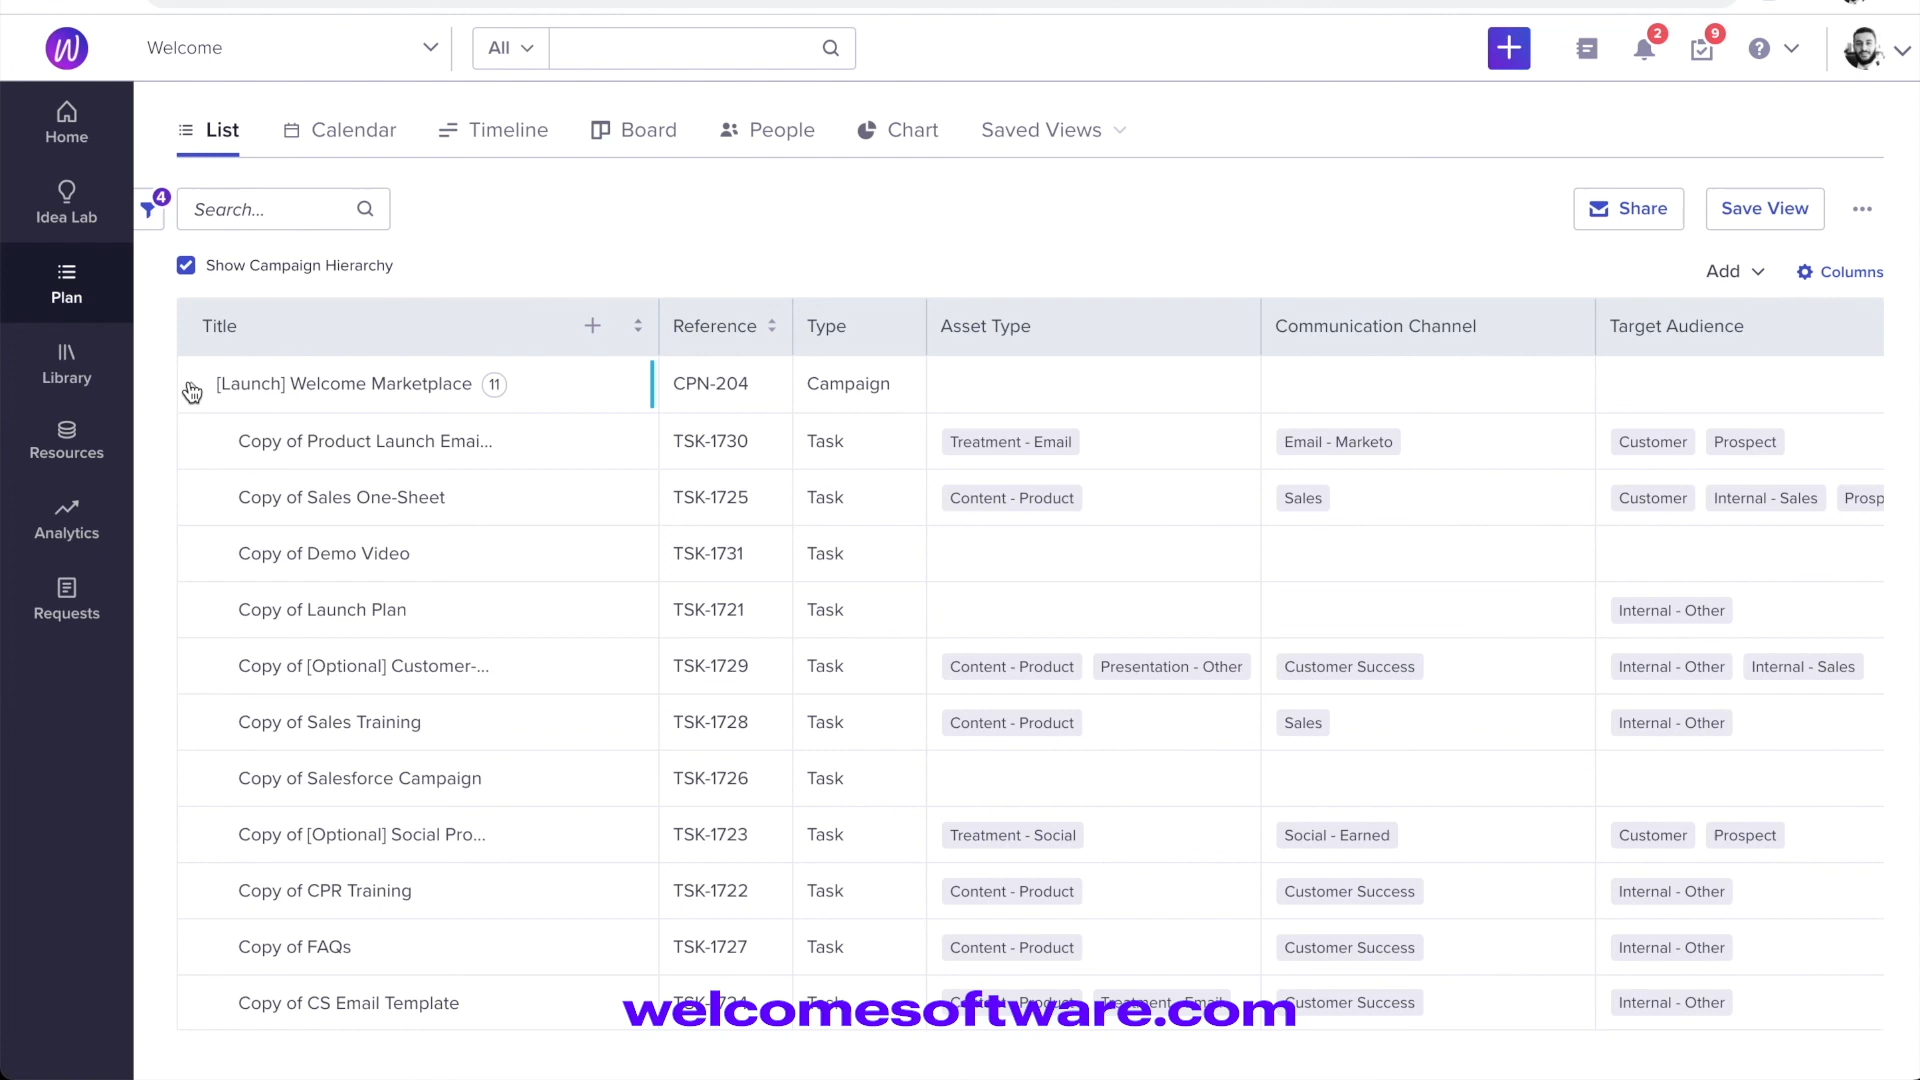 W Welcome All 2 9
Home
Idea Lab
Plan
Library
Resources
Analytics
Requests
List Calendar Timeline Board People Chart Saved Views
4 Search... Share Save View
Show Campaign Hierarchy Add Columns
Title Reference Type Asset Type Communication Channel Target Audience
[Launch] Welcome Marketplace 11 CPN-204 Campaign
Copy of Product Launch Emai... TSK-1730 Task Treatment - Email Email - Marketo Customer Prospect
Copy of Sales One-Sheet TSK-1725 Task Content - Product Sales Customer Internal - Sales Prosp
Copy of Demo Video TSK-1731 Task
Copy of Launch Plan TSK-1721 Task Internal - Other
Copy of [Optional] Customer-... TSK-1729 Task Content - Product Presentation - Other Customer Success Internal - Other Internal - Sales
Copy of Sales Training TSK-1728 Task Content - Product Sales Internal - Other
Copy of Salesforce Campaign TSK-1726 Task
Copy of [Optional] Social Pro... TSK-1723 Task Treatment - Social Social - Earned Customer Prospect
Copy of CPR Training TSK-1722 Task Content - Product Customer Success Internal - Other
Copy of FAQs TSK-1727 Task Content - Product Customer Success Internal - Other
Copy of CS Email Template TSK-1724 Task Content - Product Treatment - Email Customer Success Internal - Other
welcomesoftware.com